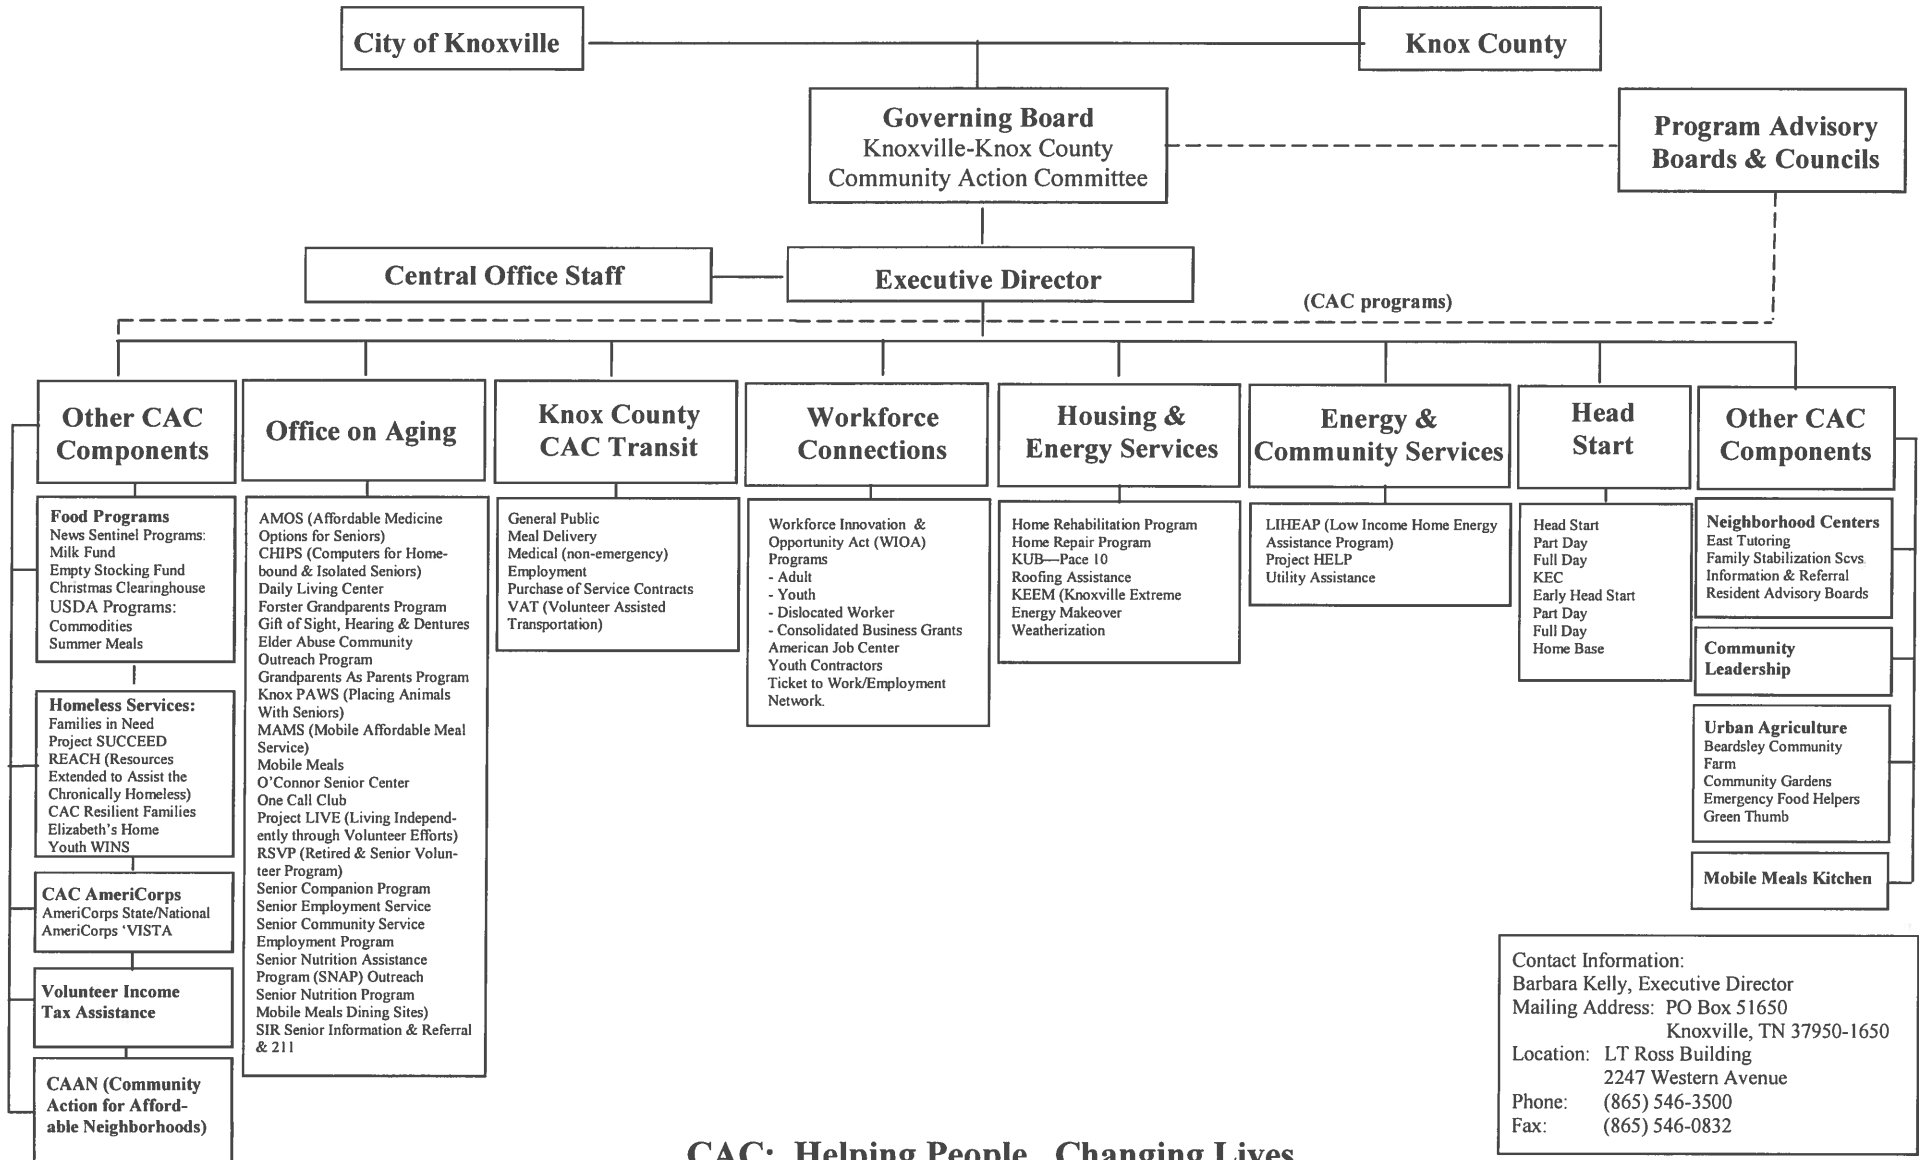 City of Knoxville
Knox County
Governing Board
Knoxville-Knox County
Community Action Committee
Program Advisory
Boards & Councils
Central Office Staff
Executive Director
(CAC programs)
Other CAC
Components
Food Programs
News Sentinel Programs:
Milk Fund
Empty Stocking Fund
Christmas Clearinghouse
USDA Programs:
Commodities
Summer Meals
Homeless Services:
Families in Need
Project SUCCEED
REACH (Resources
Extended to Assist the
Chronically Homeless)
CAC Resilient Families
Elizabeth's Home
Youth WINS
CAC AmeriCorps
AmeriCorps State/National
AmeriCorps 'VISTA
Volunteer Income
Tax Assistance
CAAN (Community
Action for Afford-
able Neighborhoods)
Office on Aging
AMOS (Affordable Medicine
Options for Seniors)
CHIPS (Computers for Home-
bound & Isolated Seniors)
Daily Living Center
Forster Grandparents Program
Gift of Sight, Hearing & Dentures
Elder Abuse Community
Outreach Program
Grandparents As Parents Program
Knox PAWS (Placing Animals
With Seniors)
MAMS (Mobile Affordable Meal
Service)
Mobile Meals
O'Connor Senior Center
One Call Club
Project LIVE (Living Independ-
ently through Volunteer Efforts)
RSVP (Retired & Senior Volun-
teer Program)
Senior Companion Program
Senior Employment Service
Senior Community Service
Employment Program
Senior Nutrition Assistance
Program (SNAP) Outreach
Senior Nutrition Program
Mobile Meals Dining Sites)
SIR Senior Information & Referral
& 211
Knox County
CAC Transit
General Public
Meal Delivery
Medical (non-emergency)
Employment
Purchase of Service Contracts
VAT (Volunteer Assisted
Transportation)
Workforce
Connections
Workforce Innovation &
Opportunity Act (WIOA)
Programs
- Adult
- Youth
- Dislocated Worker
- Consolidated Business Grants
American Job Center
Youth Contractors
Ticket to Work/Employment
Network.
Housing &
Energy Services
Home Rehabilitation Program
Home Repair Program
KUB—Pace 10
Roofing Assistance
KEEM (Knoxville Extreme
Energy Makeover
Weatherization
Energy &
Community Services
LIHEAP (Low Income Home Energy
Assistance Program)
Project HELP
Utility Assistance
Head
Start
Head Start
Part Day
Full Day
KEC
Early Head Start
Part Day
Full Day
Home Base
Other CAC
Components
Neighborhood Centers
East Tutoring
Family Stabilization Scvs
Information & Referral
Resident Advisory Boards
Community
Leadership
Urban Agriculture
Beardsley Community
Farm
Community Gardens
Emergency Food Helpers
Green Thumb
Mobile Meals Kitchen
Contact Information:
Barbara Kelly, Executive Director
Mailing Address: PO Box 51650
Knoxville, TN 37950-1650
Location: LT Ross Building
2247 Western Avenue
Phone: (865) 546-3500
Fax: (865) 546-0832
CAC: Helping People Changing Lives